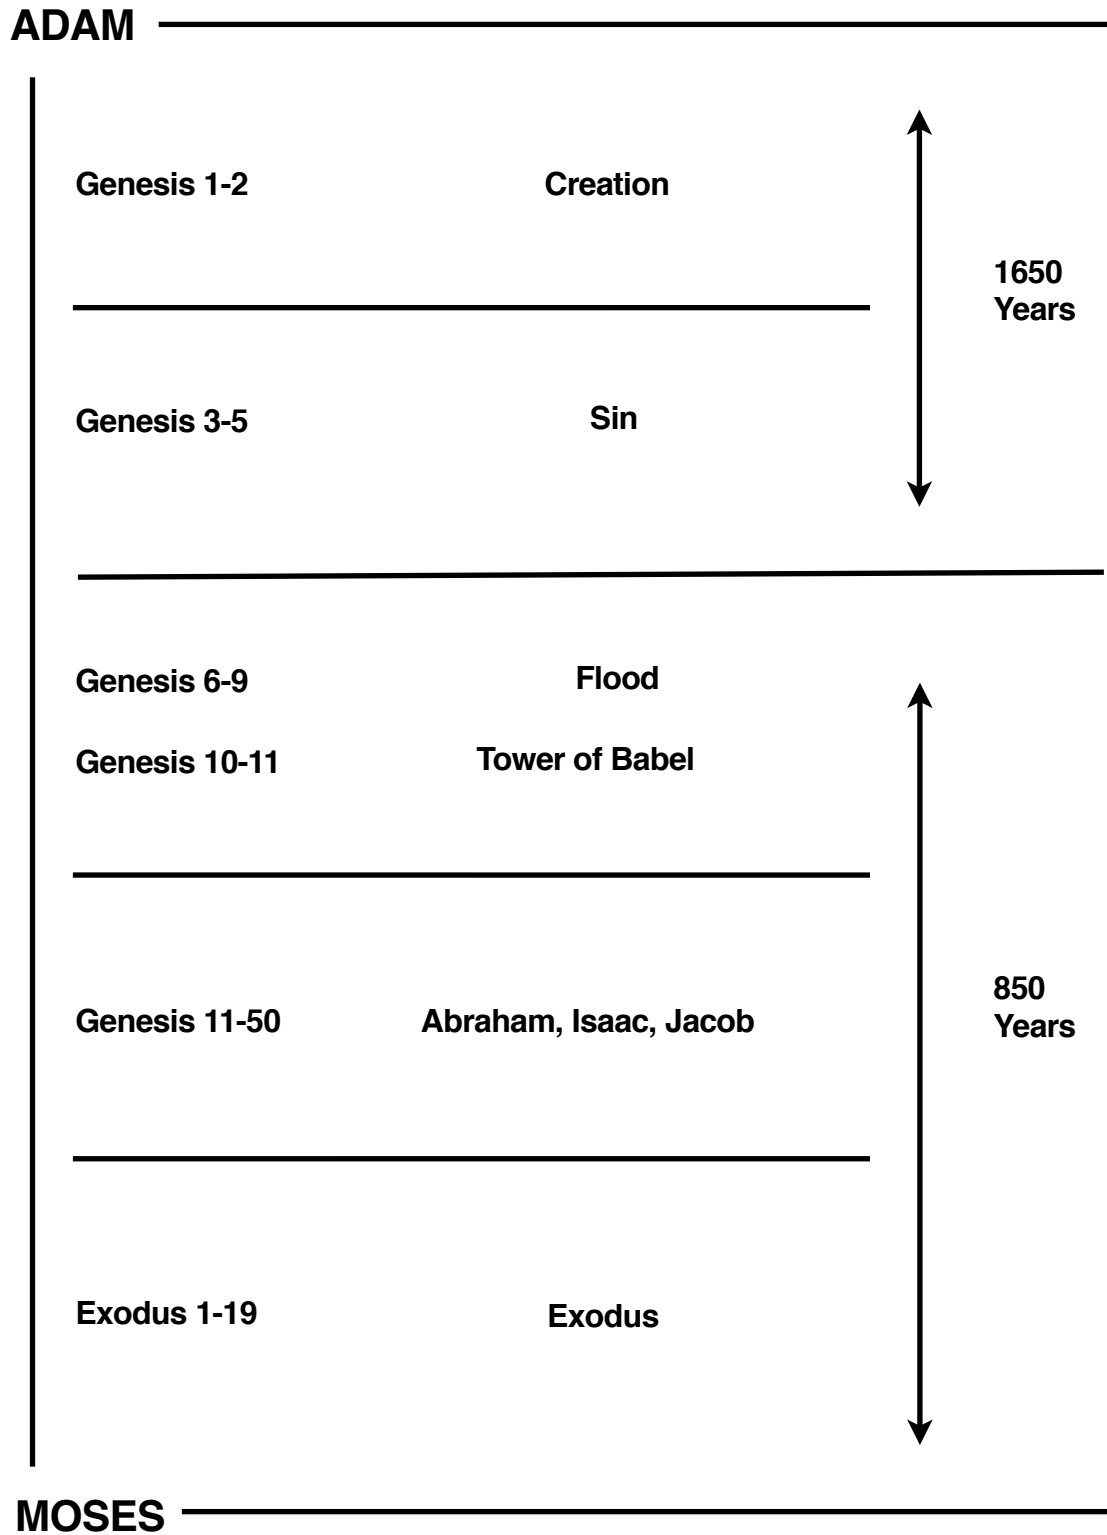 ADAM
Genesis 1-2 Creation
1650
Years
Genesis 3-5 Sin
Genesis 6-9 Flood
Genesis 10-11 Tower of Babel
850
Years
Genesis 11-50 Abraham, Isaac, Jacob
Exodus 1-19 Exodus
MOSES